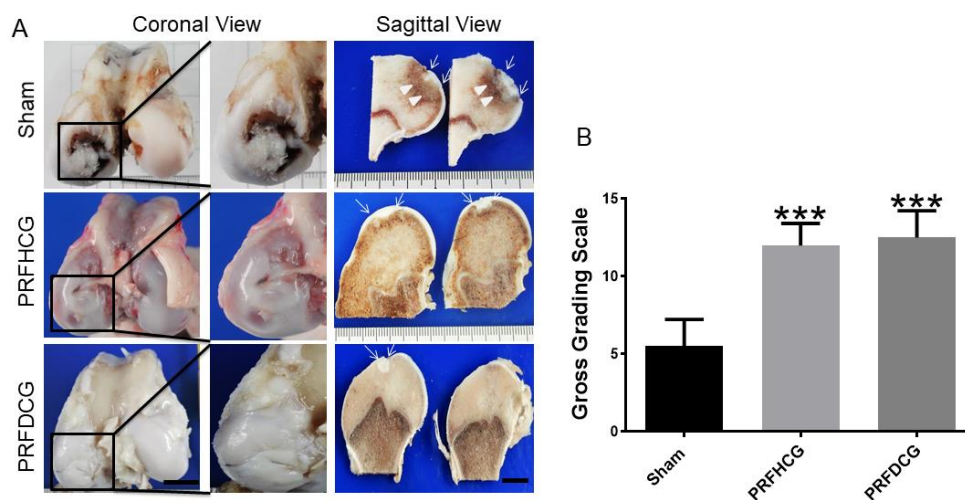 A
Coronal View
Sagittal View
Sham
PRFHCG
PRFDCG
B
Gross Grading Scale
15
10
5
0
***
***
Sham
PRFHCG
PRFDCG